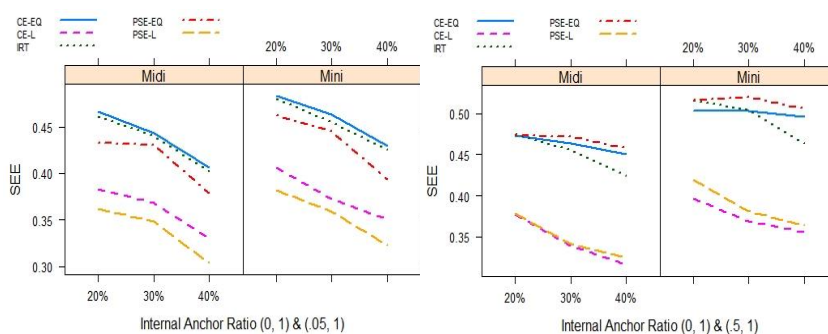 CE-EQ PSE-EQ
CE-L PSE-L
IRT
20% 30% 40%
Midi Mini
SEE
0.45
0.40
0.35
0.30
20% 30% 40%
Internal Anchor Ratio (0, 1) & (.05, 1)
CE-EQ PSE-EQ
CE-L PSE-L
IRT
20% 30% 40%
Midi Mini
SEE
0.50
0.45
0.40
0.35
20% 30% 40%
Internal Anchor Ratio (0, 1) & (.5, 1)